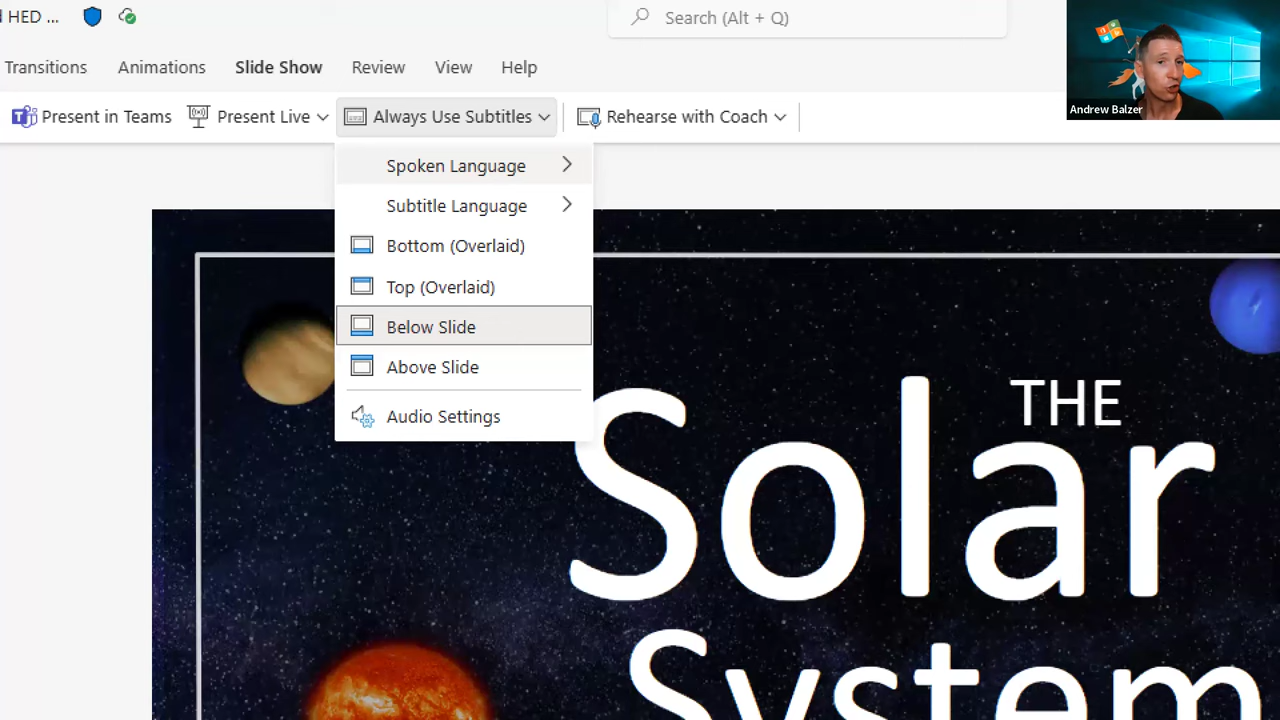 HED ...
Search (Alt + Q)
Andrew Balzer
Transitions Animations Slide Show Review View Help
Present in Teams Present Live Always Use Subtitles Rehearse with Coach
Spoken Language
Subtitle Language
Bottom (Overlaid)
Top (Overlaid)
Below Slide
Above Slide
Audio Settings
THE
Solar
System